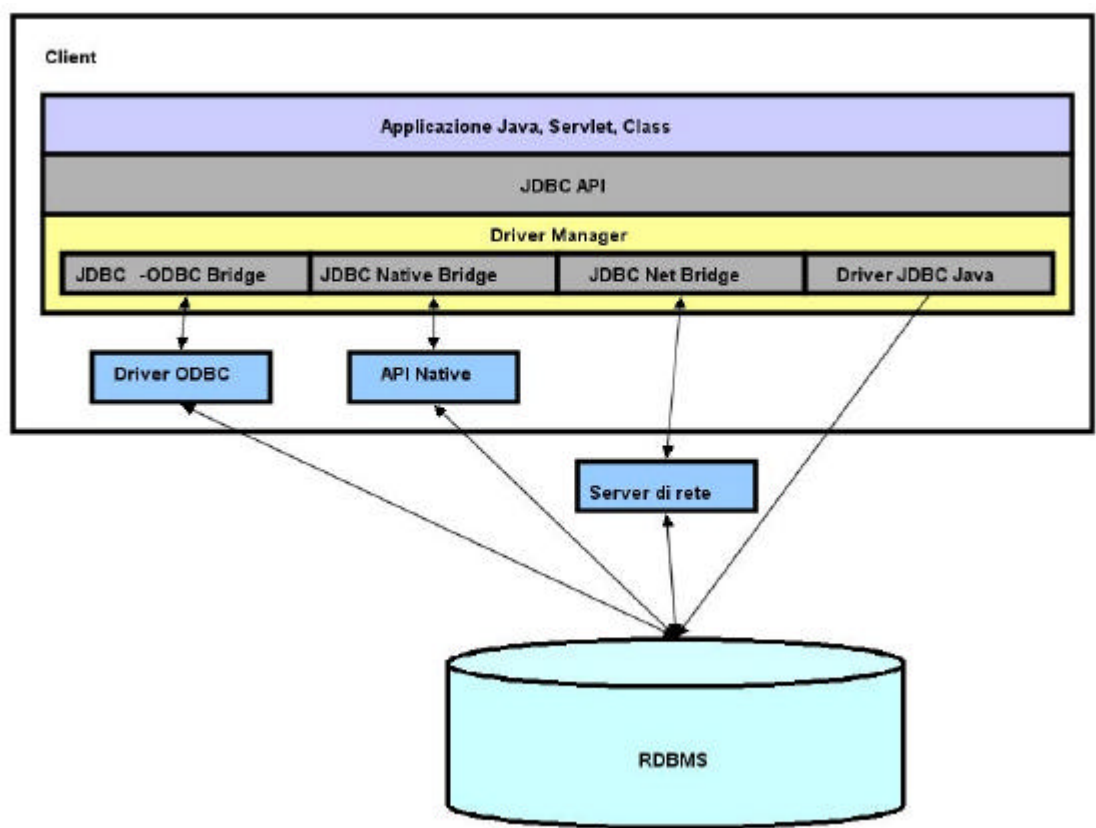 Client
Applicazione Java, Servlet, Class
JDBC API
Driver Manager
JDBC -ODBC Bridge
JDBC Native Bridge
JDBC Net Bridge
Driver JDBC Java
Driver ODBC
API Native
Server di rete
RDBMS